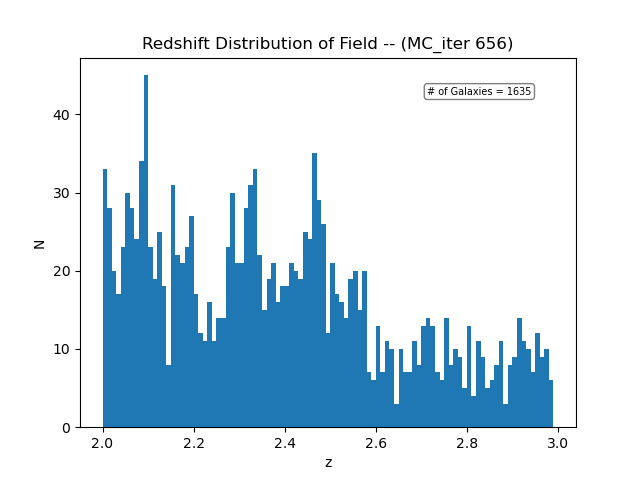 Redshift Distribution of Field -- (MC_iter 656)
# of Galaxies = 1635
40
30
20
10
0
N
2.0 2.2 2.4 2.6 2.8 3.0
z